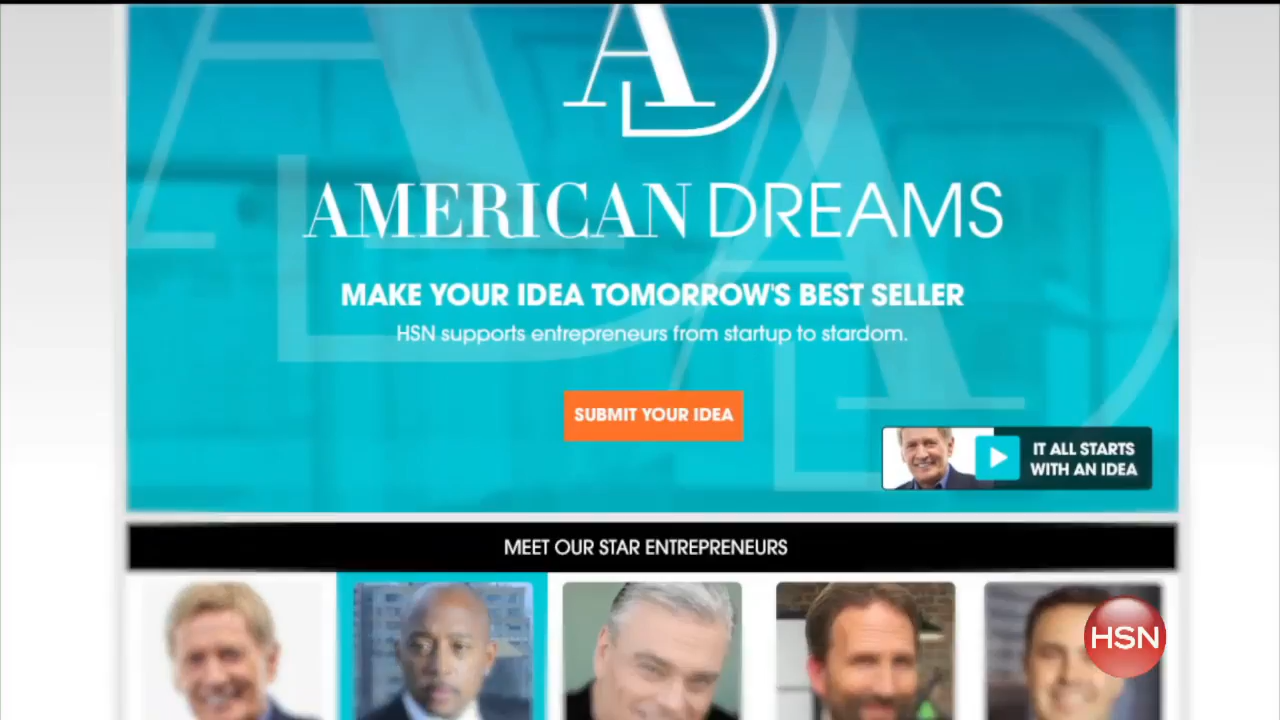 AD
AMERICAN DREAMS
MAKE YOUR IDEA TOMORROW'S BEST SELLER
HSN supports entrepreneurs from startup to stardom.
SUBMIT YOUR IDEA
IT ALL STARTS
WITH AN IDEA
MEET OUR STAR ENTREPRENEURS
HSN